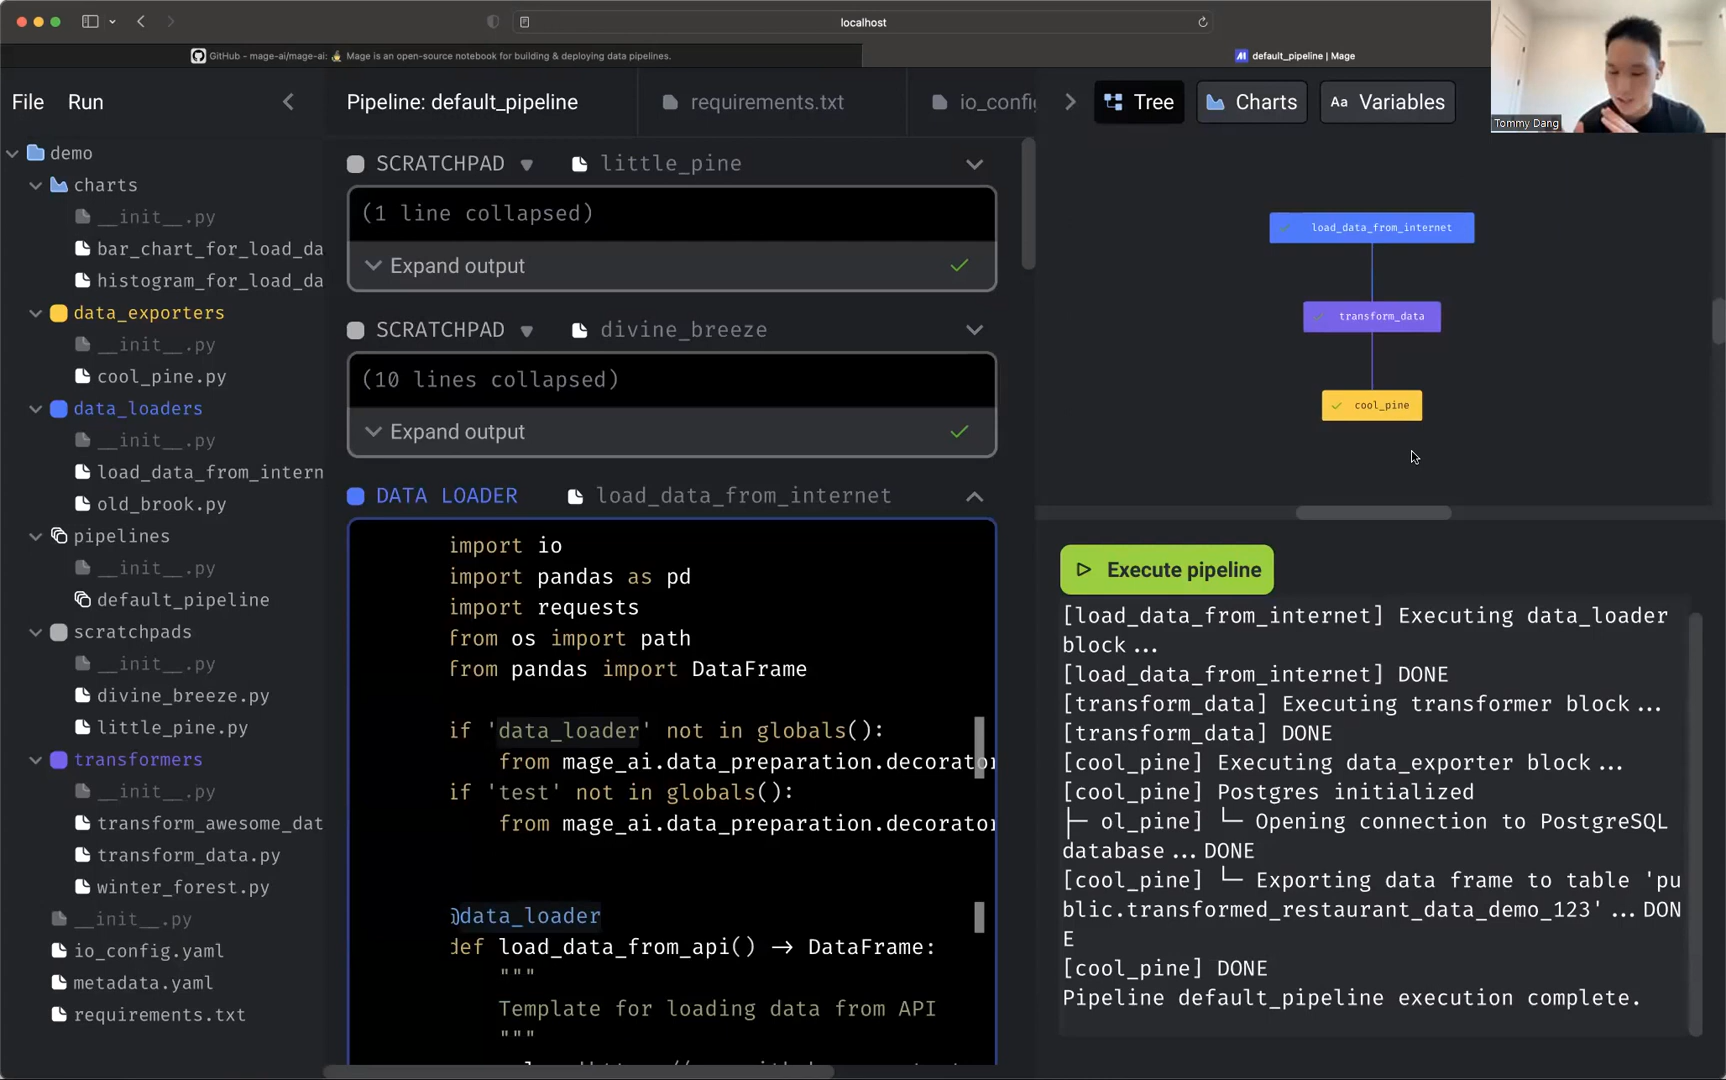 localhost
GitHub - mage-ai/mage-ai: 🧙 Mage is an open-source notebook for building & deploying data pipelines.
default_pipeline | Mage
Tommy Dang
File Run
demo
charts
__init__.py
bar_chart_for_load_da
histogram_for_load_da
data_exporters
__init__.py
cool_pine.py
data_loaders
__init__.py
load_data_from_intern
old_brook.py
pipelines
__init__.py
default_pipeline
scratchpads
__init__.py
divine_breeze.py
little_pine.py
transformers
__init__.py
transform_awesome_dat
transform_data.py
winter_forest.py
__init__.py
io_config.yaml
metadata.yaml
requirements.txt
Pipeline: default_pipeline requirements.txt io_config
SCRATCHPAD little_pine
(1 line collapsed)
Expand output
SCRATCHPAD divine_breeze
(10 lines collapsed)
Expand output
DATA LOADER load_data_from_internet
import io
import pandas as pd
import requests
from os import path
from pandas import DataFrame
if 'data_loader' not in globals():
from mage_ai.data_preparation.decorator
if 'test' not in globals():
from mage_ai.data_preparation.decorator
@data_loader
def load_data_from_api() -> DataFrame:
"""
Template for loading data from API
"""
Tree Charts Aa Variables
load_data_from_internet
transform_data
cool_pine
Execute pipeline
[load_data_from_internet] Executing data_loader
block...
[load_data_from_internet] DONE
[transform_data] Executing transformer block...
[transform_data] DONE
[cool_pine] Executing data_exporter block...
[cool_pine] Postgres initialized
├─ ol_pine] └─ Opening connection to PostgreSQL
database...DONE
[cool_pine] └─ Exporting data frame to table 'pu
blic.transformed_restaurant_data_demo_123'...DON
E
[cool_pine] DONE
Pipeline default_pipeline execution complete.